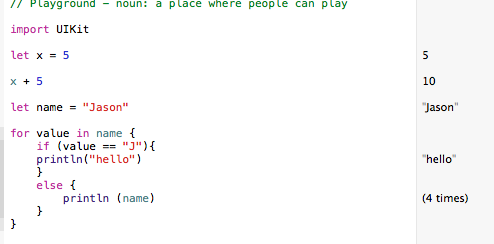 // Playground – noun: a place where people can play
import UIKit
let x = 5 5
x + 5 10
let name = "Jason" "Jason"
for value in name {
if (value == "J"){
println("hello") "hello"
}
else {
println (name) (4 times)
}
}